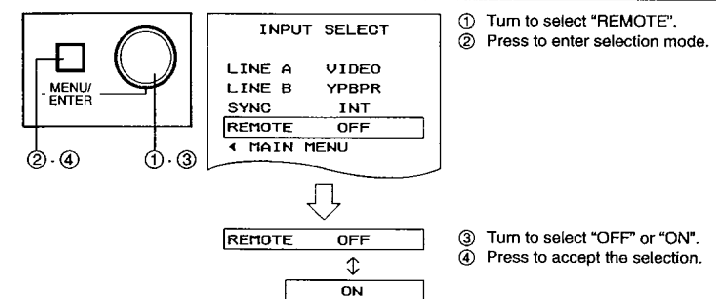 INPUT SELECT
LINE A VIDEO
LINE B YPBPR
SYNC INT
REMOTE OFF
◂ MAIN MENU
MENU/
ENTER
②·④ ①·③
① Turn to select “REMOTE”.
② Press to enter selection mode.
REMOTE OFF
ON
③ Turn to select “OFF” or “ON”.
④ Press to accept the selection.